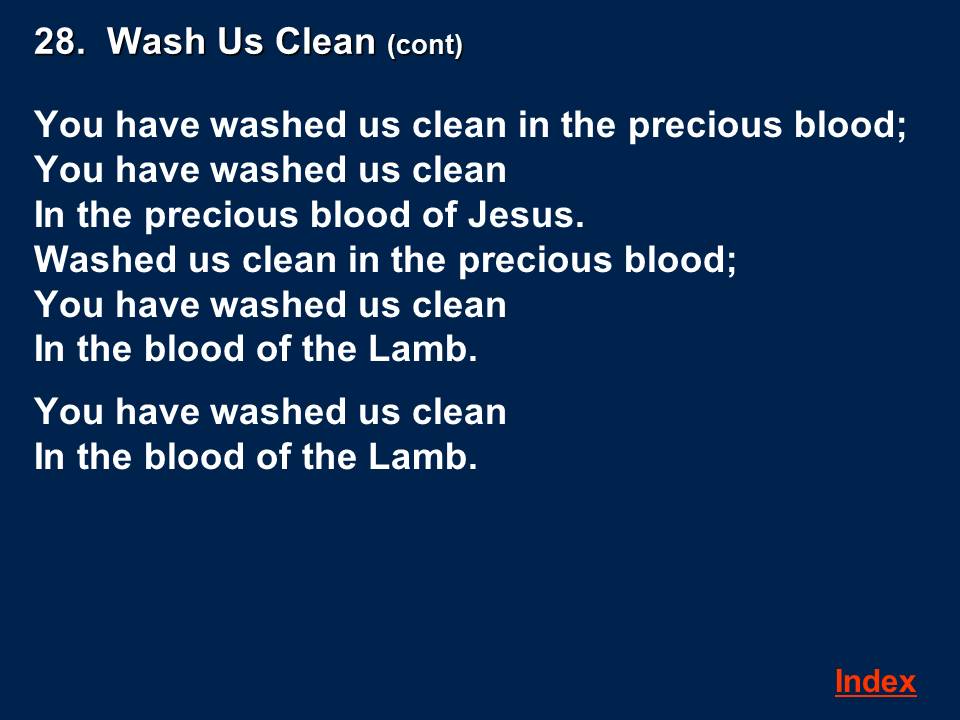 28. Wash Us Clean (cont)
You have washed us clean in the precious blood;
You have washed us clean
In the precious blood of Jesus.
Washed us clean in the precious blood;
You have washed us clean
In the blood of the Lamb.
You have washed us clean
In the blood of the Lamb.
Index